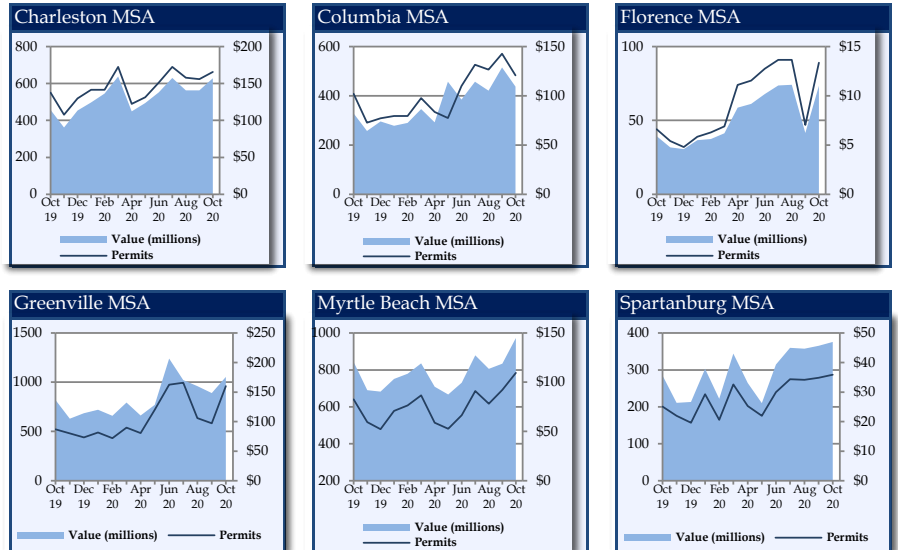 Charleston MSA
800
600
400
200
0
$200
$150
$100
$50
$0
Oct Dec Feb Apr Jun Aug Oct
19 19 20 20 20 20 20
Value (millions)
Permits
Columbia MSA
600
400
200
0
$150
$100
$50
$0
Oct Dec Feb Apr Jun Aug Oct
19 19 20 20 20 20 20
Value (millions)
Permits
Florence MSA
100
50
0
$15
$10
$5
$0
Oct Dec Feb Apr Jun Aug Oct
19 19 20 20 20 20 20
Value (millions)
Permits
Greenville MSA
1500
1000
500
0
$250
$200
$150
$100
$50
$0
Oct Dec Feb Apr Jun Aug Oct
19 19 20 20 20 20 20
Value (millions) Permits
Myrtle Beach MSA
1000
800
600
400
200
$150
$100
$50
$0
Oct Dec Feb Apr Jun Aug Oct
19 19 20 20 20 20 20
Value (millions)
Permits
Spartanburg MSA
400
300
200
100
0
$50
$40
$30
$20
$10
$0
Oct Dec Feb Apr Jun Aug Oct
19 19 20 20 20 20 20
Value (millions) Permits